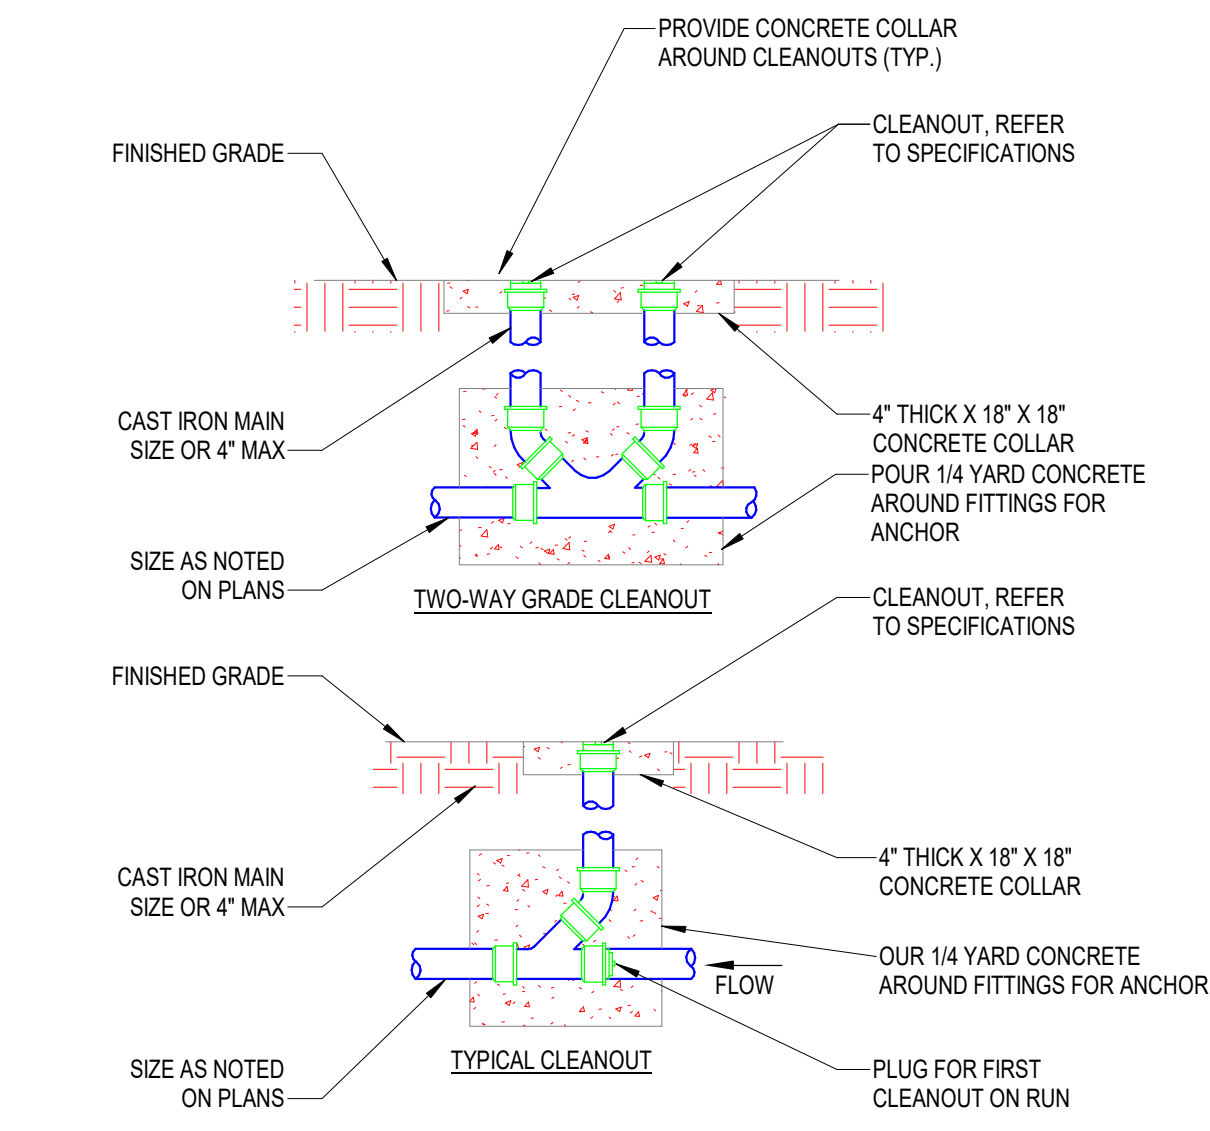 PROVIDE CONCRETE COLLAR
AROUND CLEANOUTS (TYP.)
CLEANOUT, REFER
TO SPECIFICATIONS
FINISHED GRADE
CAST IRON MAIN
SIZE OR 4" MAX
4" THICK X 18" X 18"
CONCRETE COLLAR
POUR 1/4 YARD CONCRETE
AROUND FITTINGS FOR
ANCHOR
SIZE AS NOTED
ON PLANS
TWO-WAY GRADE CLEANOUT
CLEANOUT, REFER
TO SPECIFICATIONS
FINISHED GRADE
CAST IRON MAIN
SIZE OR 4" MAX
4" THICK X 18" X 18"
CONCRETE COLLAR
OUR 1/4 YARD CONCRETE
AROUND FITTINGS FOR ANCHOR
FLOW
TYPICAL CLEANOUT
SIZE AS NOTED
ON PLANS
PLUG FOR FIRST
CLEANOUT ON RUN